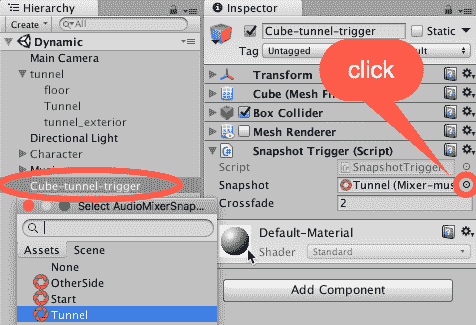 Hierarchy
Create
All
Dynamic
Main Camera
tunnel
floor
Tunnel
tunnel_exterior
Directional Light
Character
Cube-tunnel-trigger
Select AudioMixerSnap...
Assets Scene
None
OtherSide
Start
Tunnel
Inspector
Cube-tunnel-trigger
Static
Tag Untagged
click
Transform
Cube (Mesh Fi
Box Collider
Mesh Renderer
Snapshot Trigger (Script)
Script SnapshotTrigger
Snapshot Tunnel (Mixer-mus
Crossfade 2
Default-Material
Shader Standard
Add Component